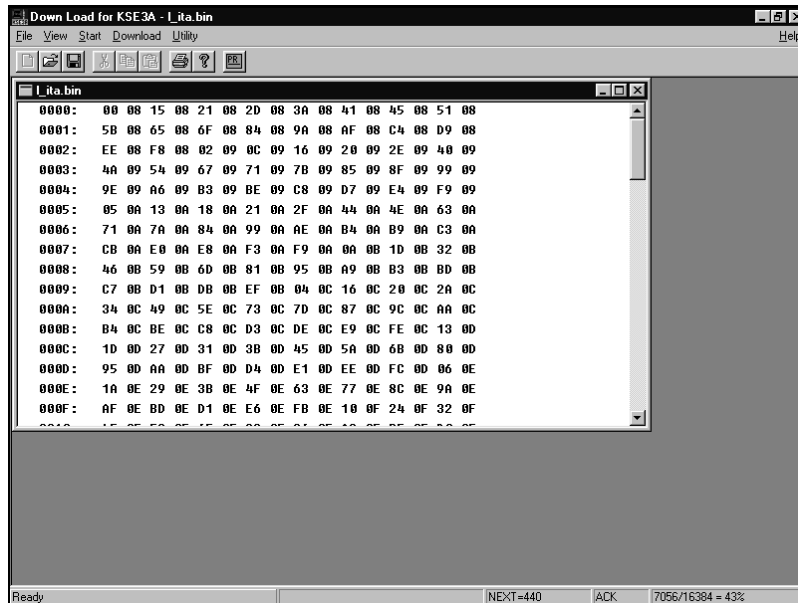 Down Load for KSE3A - l_ita.bin
File View Start Download Utility Help
PR.
l_ita.bin
0000: 00 08 15 08 21 08 2D 08 3A 08 41 08 45 08 51 08
0001: 5B 08 65 08 6F 08 84 08 9A 08 AF 08 C4 08 D9 08
0002: EE 08 F8 08 02 09 0C 09 16 09 20 09 2E 09 40 09
0003: 4A 09 54 09 67 09 71 09 7B 09 85 09 8F 09 99 09
0004: 9E 09 A6 09 B3 09 BE 09 C8 09 D7 09 E4 09 F9 09
0005: 05 0A 13 0A 18 0A 21 0A 2F 0A 44 0A 4E 0A 63 0A
0006: 71 0A 7A 0A 84 0A 99 0A AE 0A B4 0A B9 0A C3 0A
0007: CB 0A E0 0A E8 0A F3 0A F9 0A 0A 0B 1D 0B 32 0B
0008: 46 0B 59 0B 6D 0B 81 0B 95 0B A9 0B B3 0B BD 0B
0009: C7 0B D1 0B DB 0B EF 0B 04 0C 16 0C 20 0C 2A 0C
000A: 34 0C 49 0C 5E 0C 73 0C 7D 0C 87 0C 9C 0C AA 0C
000B: B4 0C BE 0C C8 0C D3 0C DE 0C E9 0C FE 0C 13 0D
000C: 1D 0D 27 0D 31 0D 3B 0D 45 0D 5A 0D 6B 0D 80 0D
000D: 95 0D AA 0D BF 0D D4 0D E1 0D EE 0D FC 0D 06 0E
000E: 1A 0E 29 0E 3B 0E 4F 0E 63 0E 77 0E 8C 0E 9A 0E
000F: AF 0E BD 0E D1 0E E6 0E FB 0E 10 0F 24 0F 32 0F
Ready NEXT=440 ACK 7056/16384 = 43%